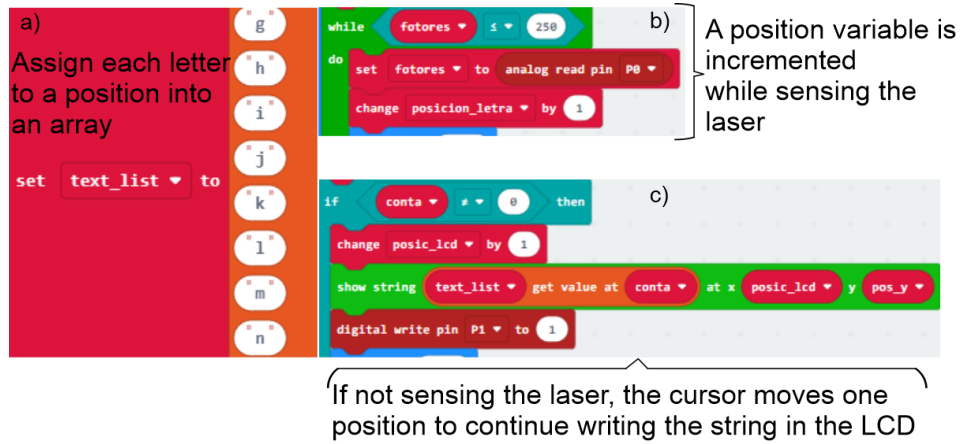 a)
Assign each letter
to a position into
an array
set text_list to
"g"
"h"
"i"
"j"
"k"
"l"
"m"
"n"
while fotores ≤ 250
do set fotores to analog read pin P0
change posicion_letra by 1
b)
A position variable is
incremented
while sensing the
laser
c)
if conta ≠ 0 then
change posic_lcd by 1
show string text_list get value at conta at x posic_lcd y pos_y
digital write pin P1 to 1
If not sensing the laser, the cursor moves one
position to continue writing the string in the LCD